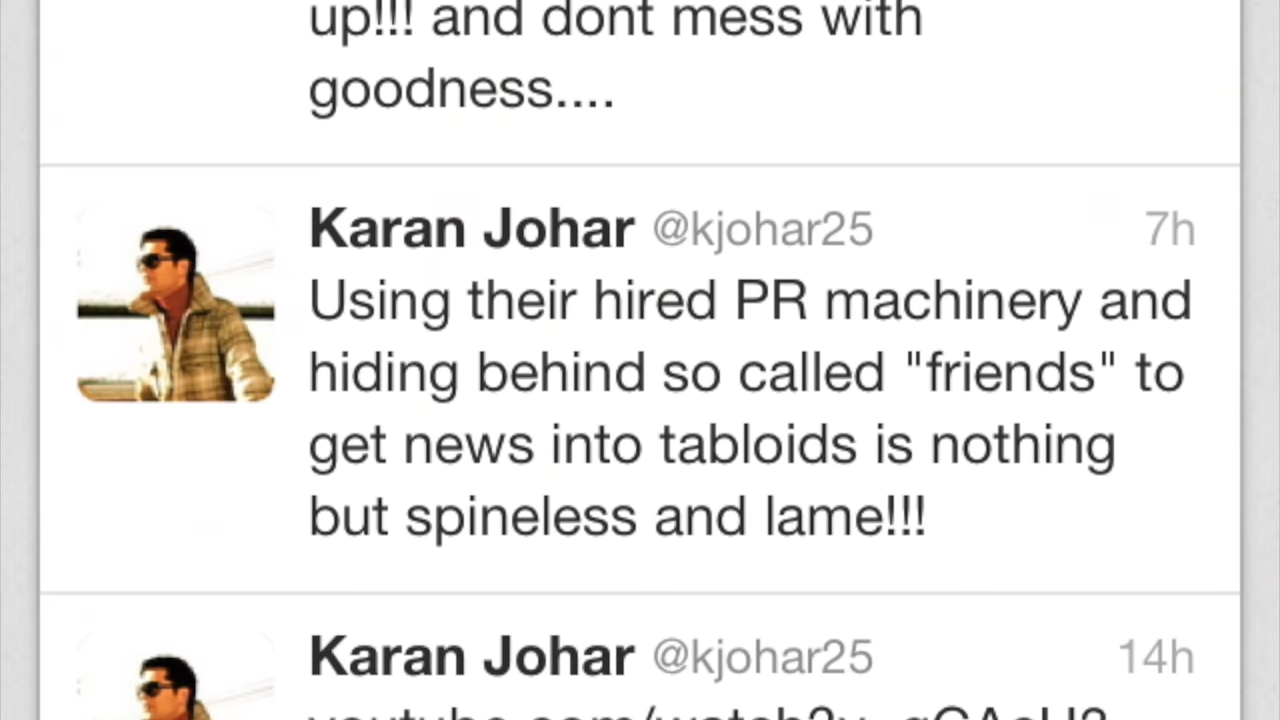 up!!! and dont mess with
goodness....
Karan Johar @kjohar25 7h
Using their hired PR machinery and
hiding behind so called "friends" to
get news into tabloids is nothing
but spineless and lame!!!
Karan Johar @kjohar25 14h